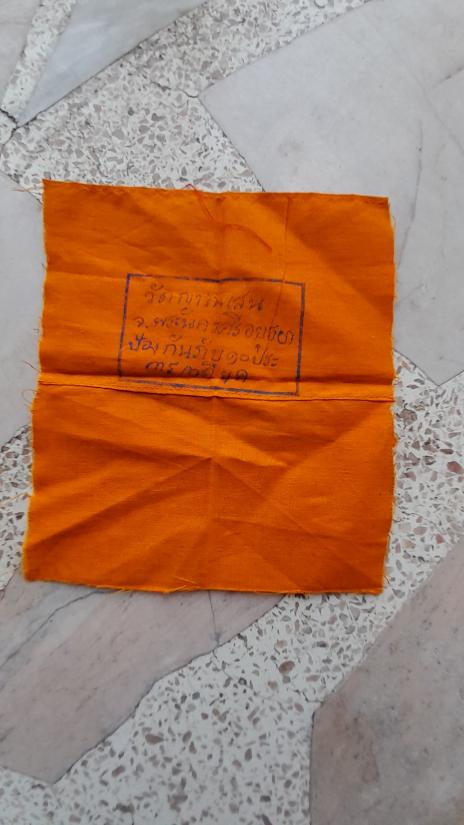 วัดญาณเสน
จ.พระนครศรีอยุธยา
ป้องกันภัย๑๐ประ